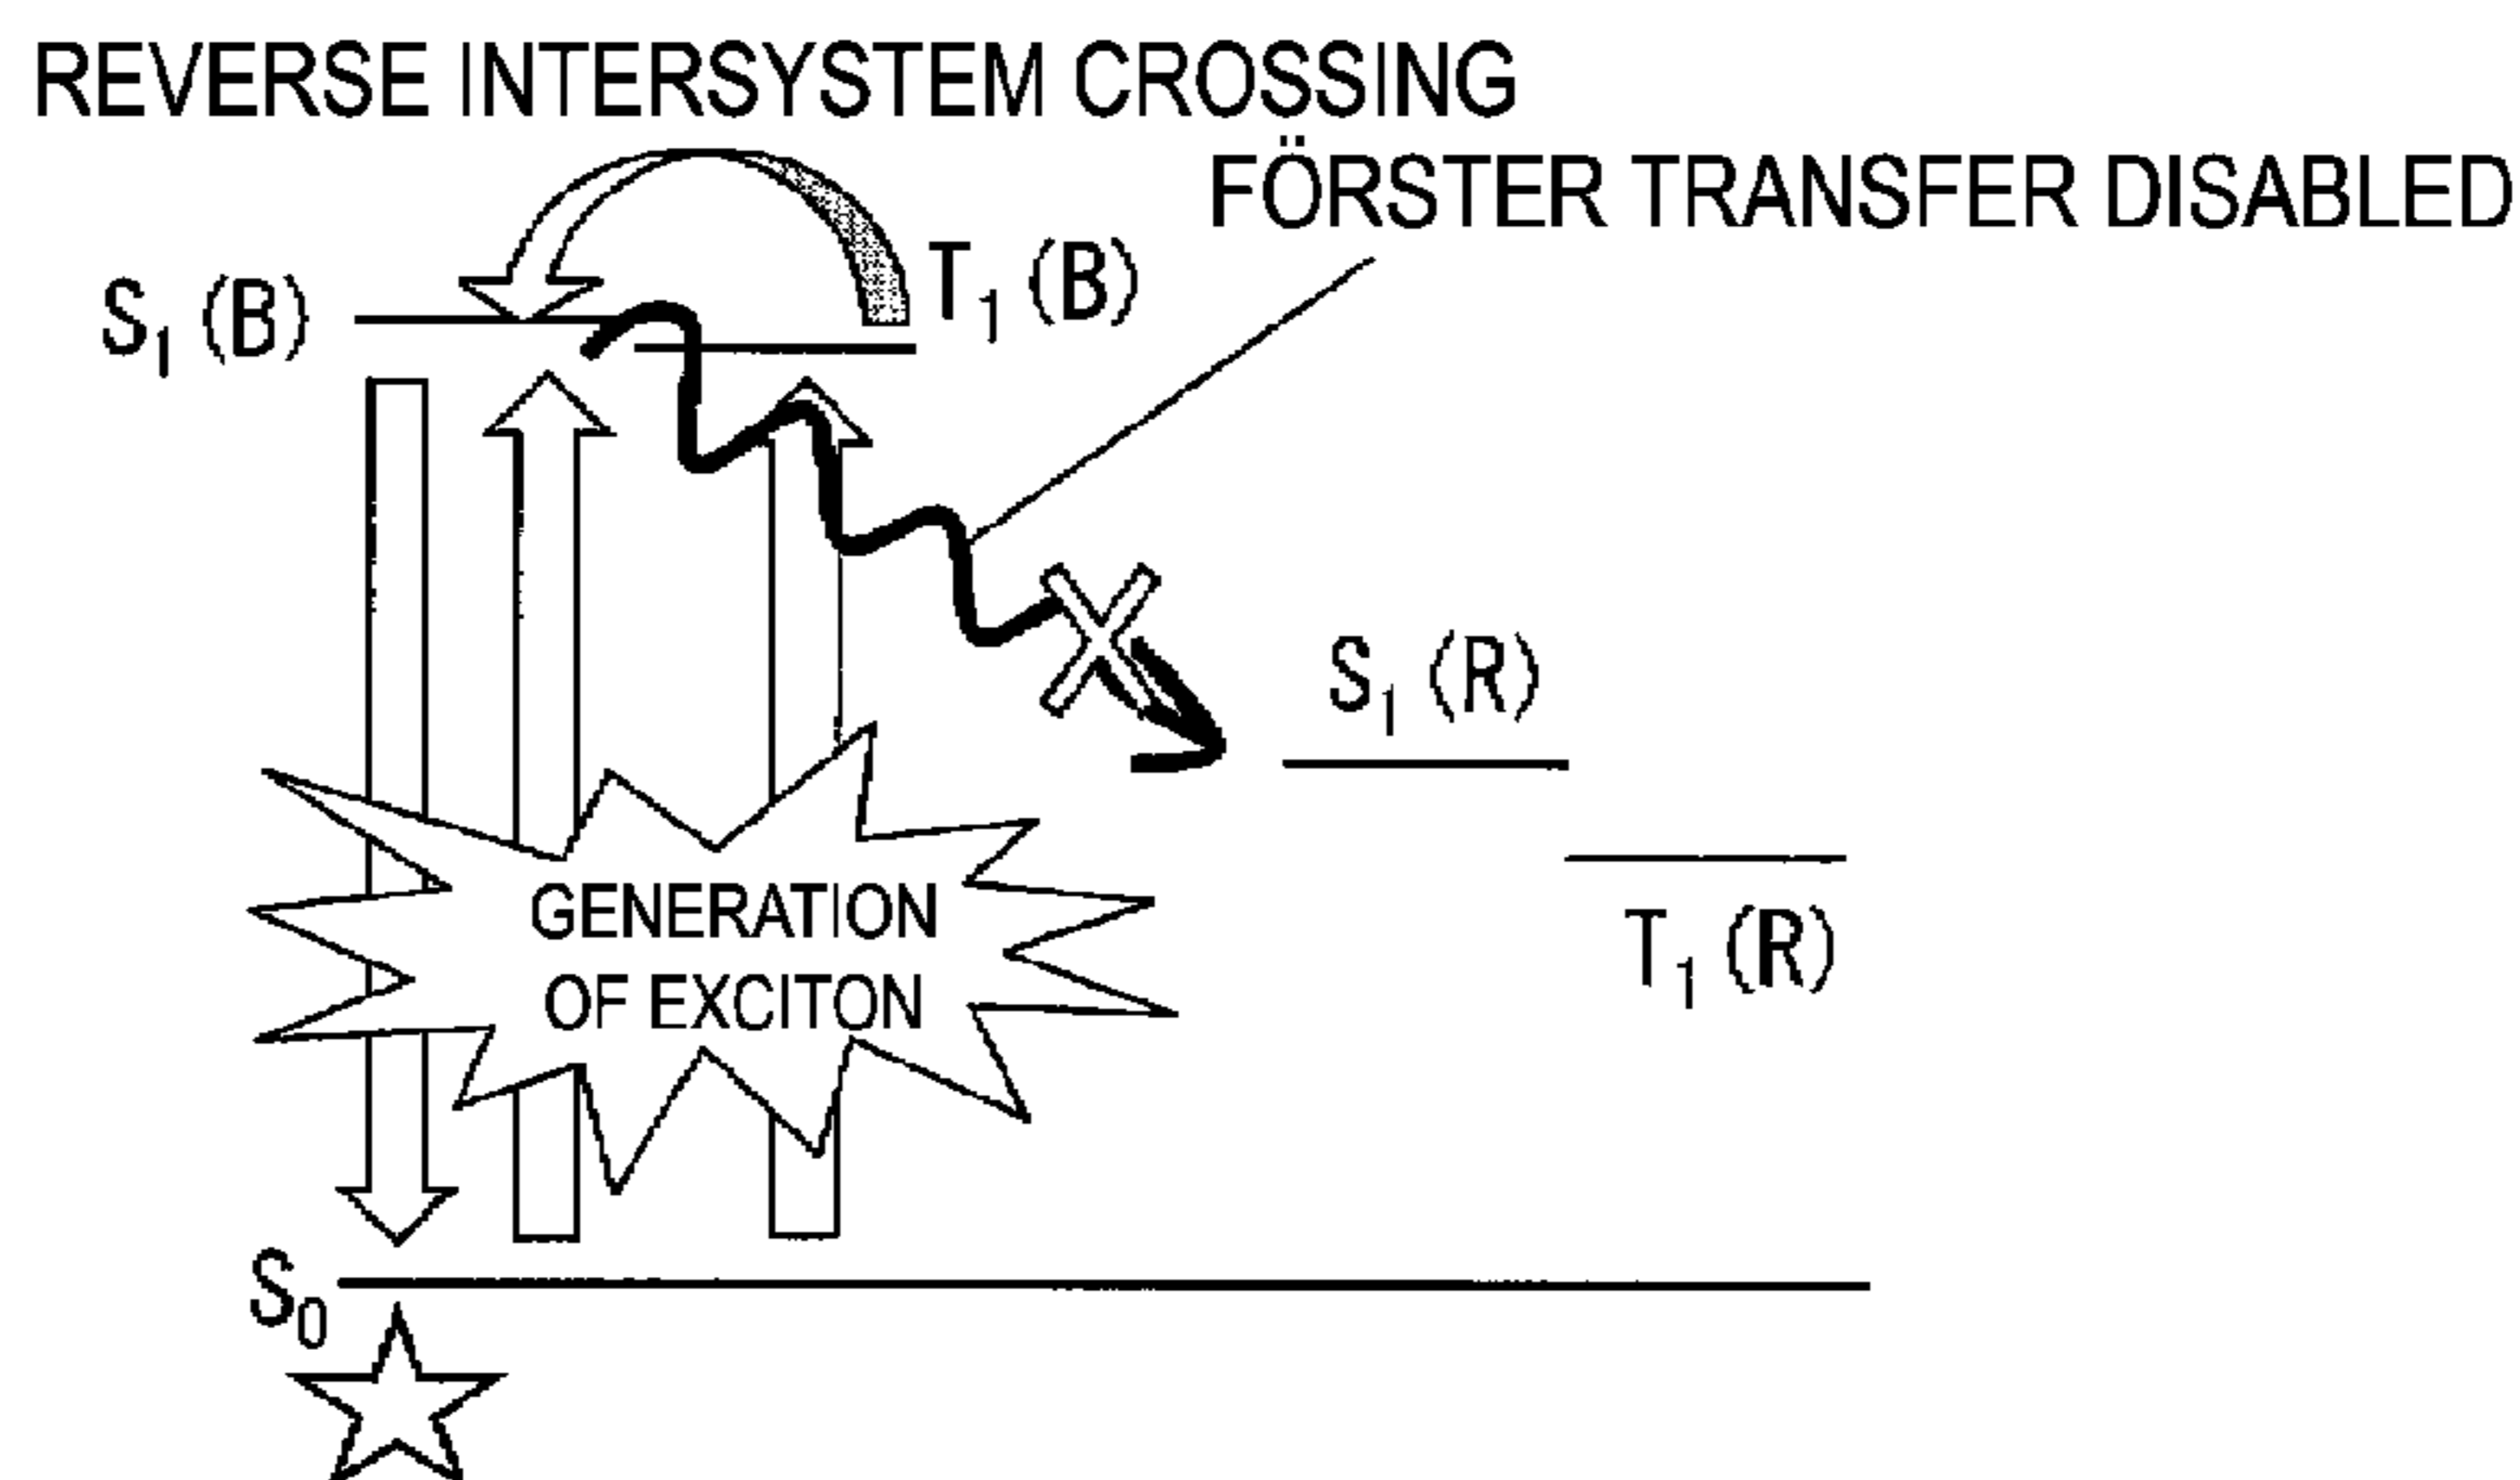 REVERSE INTERSYSTEM CROSSING
FÖRSTER TRANSFER DISABLED
T₁ (B)
S₁ (B)
S₁ (R)
GENERATION
OF EXCITON
T₁ (R)
S₀